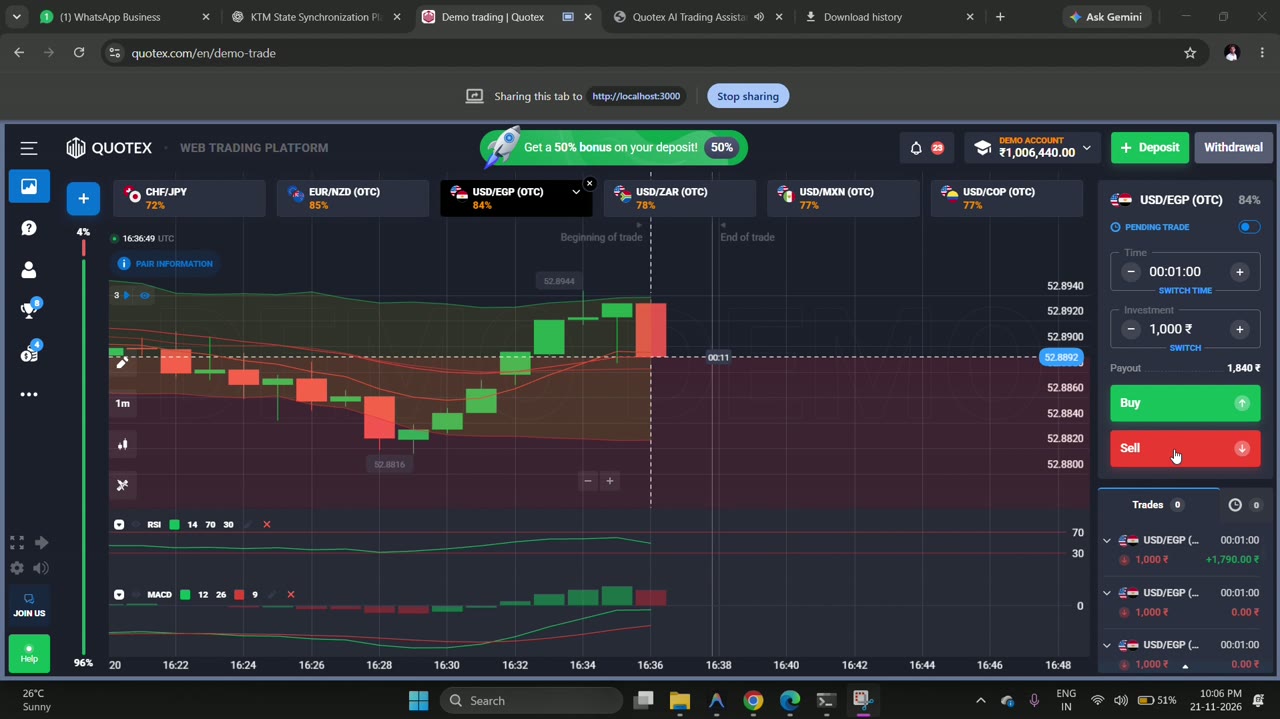 (1) WhatsApp Business
KTM State Synchronization Pl
Demo trading | Quotex
Quotex AI Trading Assista
Download history
Ask Gemini
quotex.com/en/demo-trade
Sharing this tab to http://localhost:3000 Stop sharing
QUOTEX WEB TRADING PLATFORM
Get a 50% bonus on your deposit! 50%
23
DEMO ACCOUNT
₹1,006,440.00
+ Deposit
Withdrawal
+
CHF/JPY
72%
EUR/NZD (OTC)
85%
USD/EGP (OTC)
84%
USD/ZAR (OTC)
78%
USD/MXN (OTC)
77%
USD/COP (OTC)
77%
4%
96%
16:36:49 UTC
PAIR INFORMATION
3
Beginning of trade
End of trade
52.8944
52.8816
00:11
52.8940
52.8920
52.8900
52.8892
52.8860
52.8840
52.8820
52.8800
1m
RSI 14 70 30
70
30
MACD 12 26 9
0
20 16:22 16:24 16:26 16:28 16:30 16:32 16:34 16:36 16:38 16:40 16:42 16:44 16:46 16:48
8
4
JOIN US
Help
USD/EGP (OTC) 84%
PENDING TRADE
Time
00:01:00
SWITCH TIME
Investment
1,000 ₹
SWITCH
Payout 1,840 ₹
Buy
Sell
Trades 0
0
USD/EGP (... 00:01:00
1,000 ₹ +1,790.00 ₹
USD/EGP (... 00:01:00
1,000 ₹ 0.00 ₹
USD/EGP (... 00:01:00
1,000 ₹ 0.00 ₹
26°C
Sunny
Search
ENG
IN
51%
10:06 PM
21-11-2026